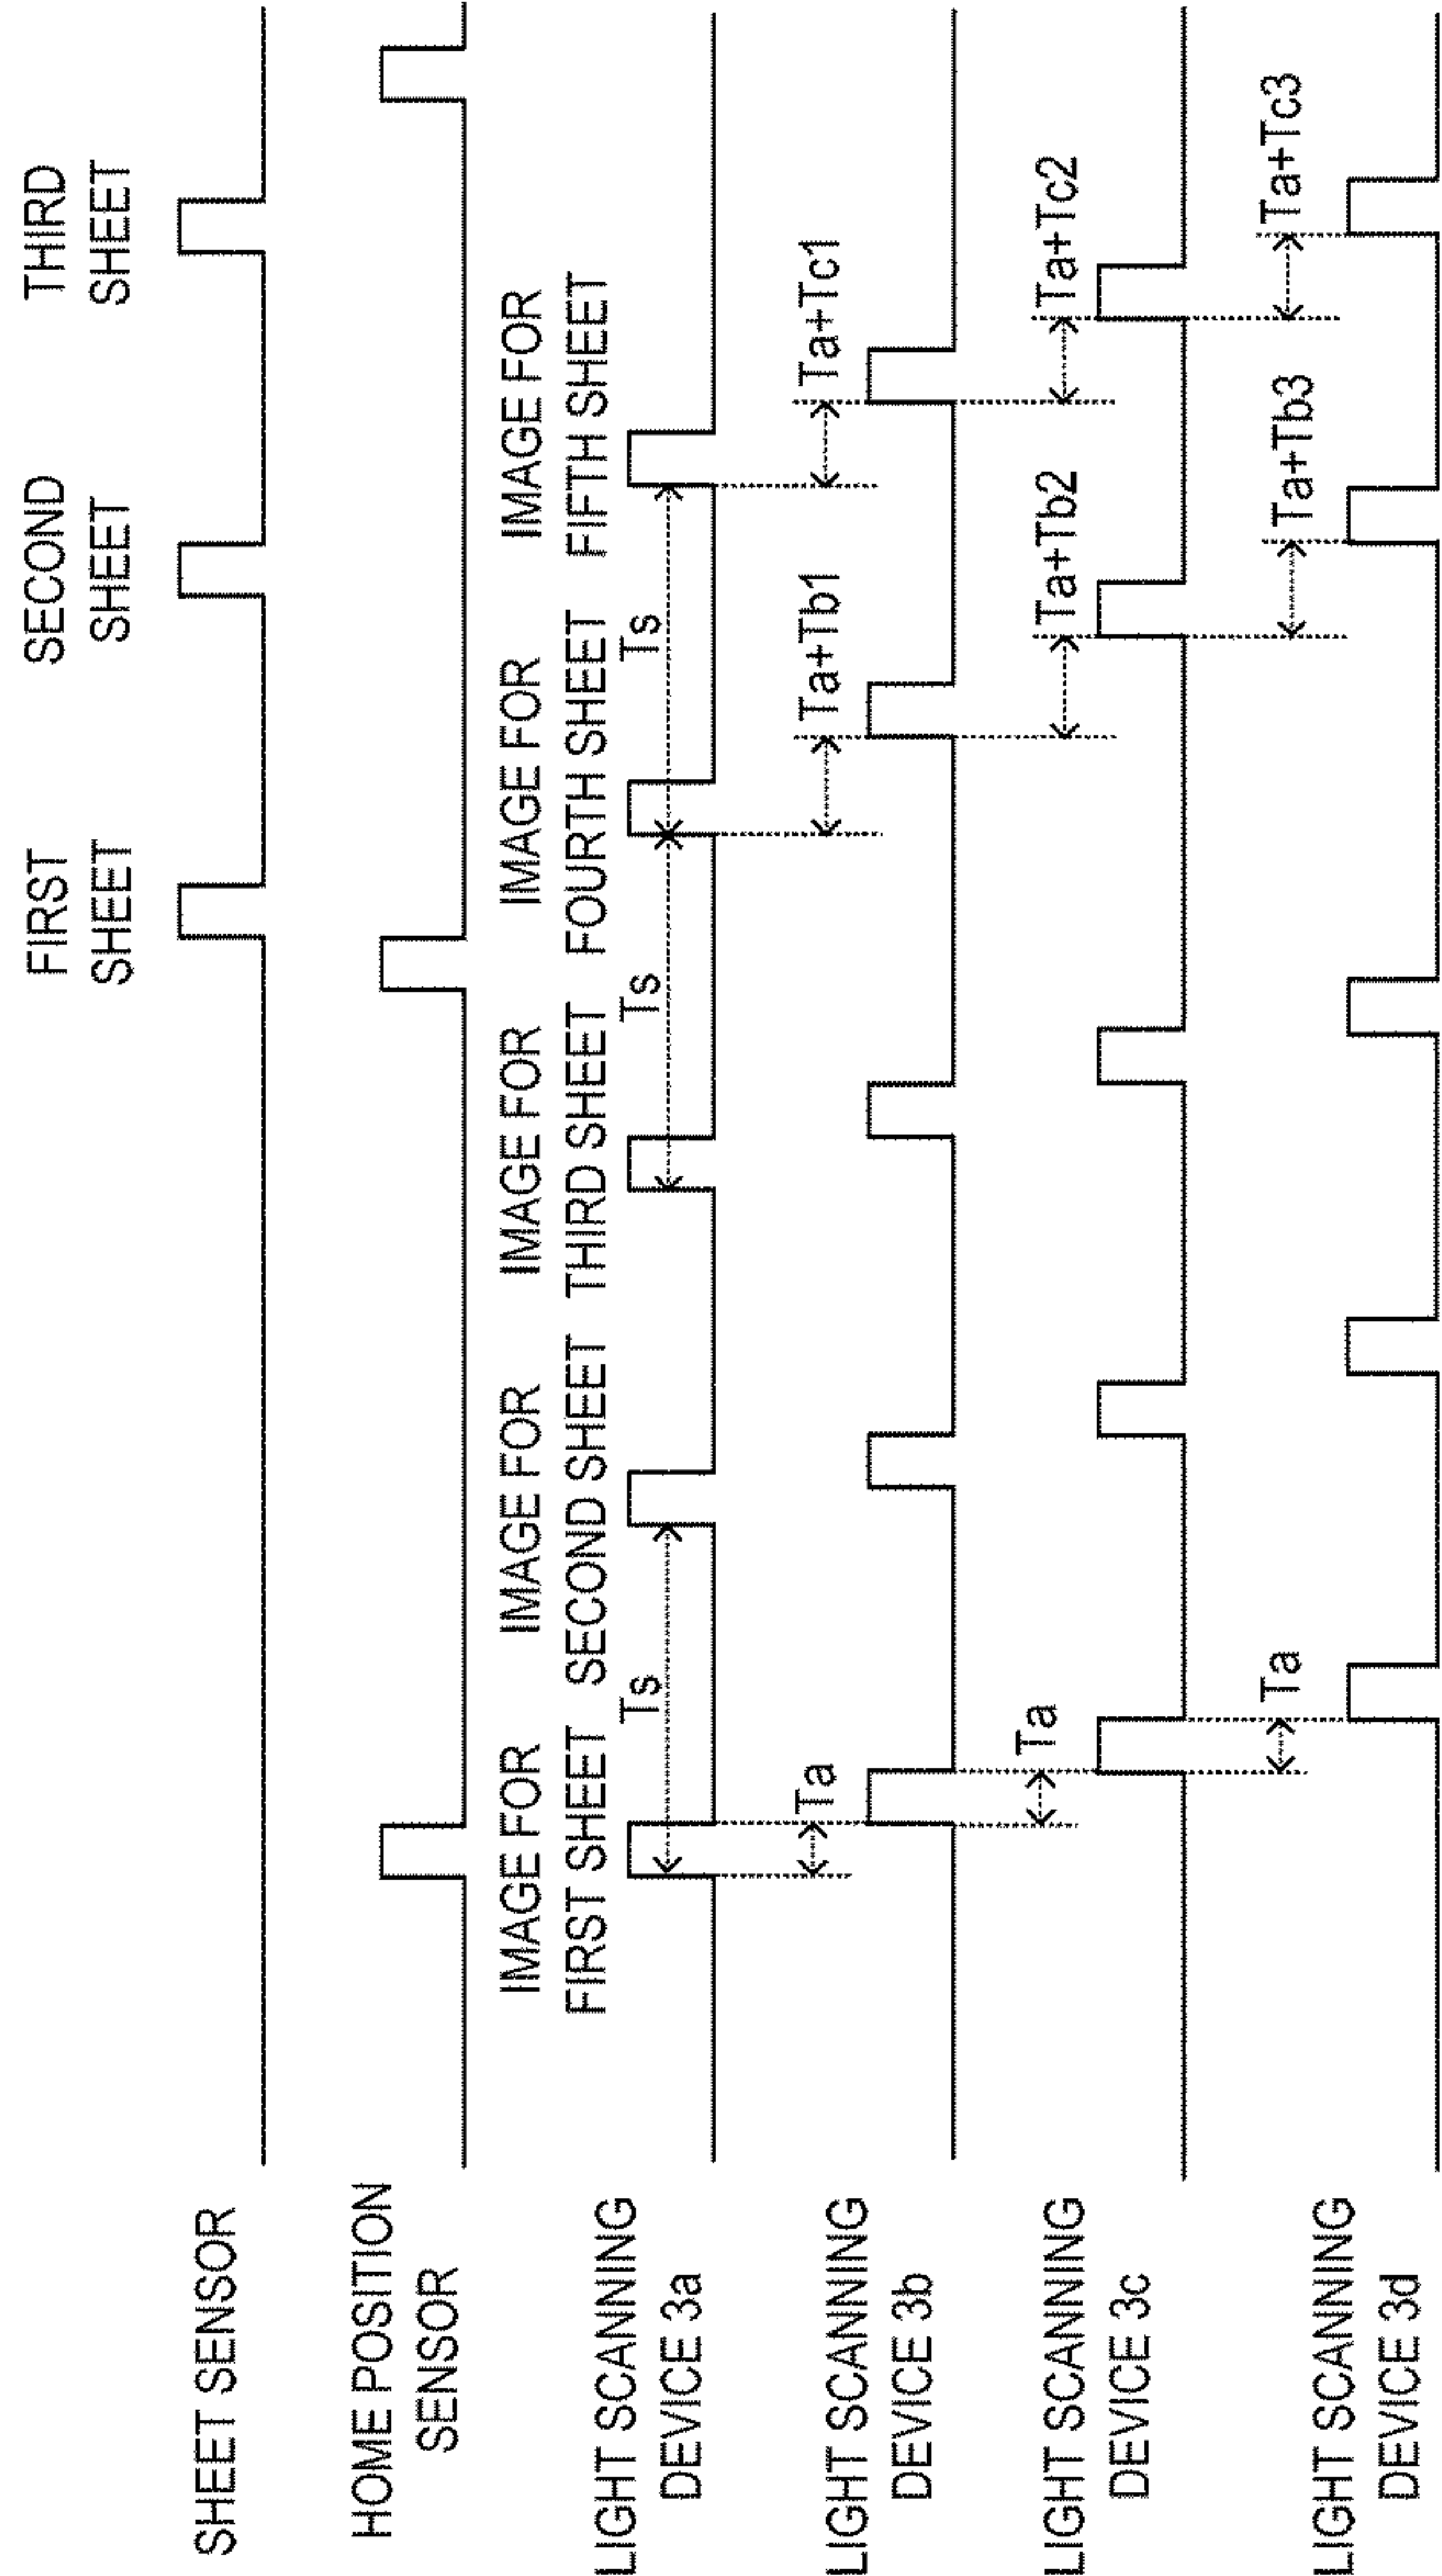 FIRST
SHEET
SECOND
SHEET
THIRD
SHEET
SHEET SENSOR
HOME POSITION
SENSOR
IMAGE FOR
FIRST SHEET
IMAGE FOR
SECOND SHEET
IMAGE FOR
THIRD SHEET
IMAGE FOR
FOURTH SHEET
IMAGE FOR
FIFTH SHEET
Ts
Ts
Ts
LIGHT SCANNING
DEVICE 3a
Ta
Ta+Tb1
Ta+Tc1
LIGHT SCANNING
DEVICE 3b
Ta
Ta+Tb2
Ta+Tc2
LIGHT SCANNING
DEVICE 3c
Ta
Ta+Tb3
Ta+Tc3
LIGHT SCANNING
DEVICE 3d